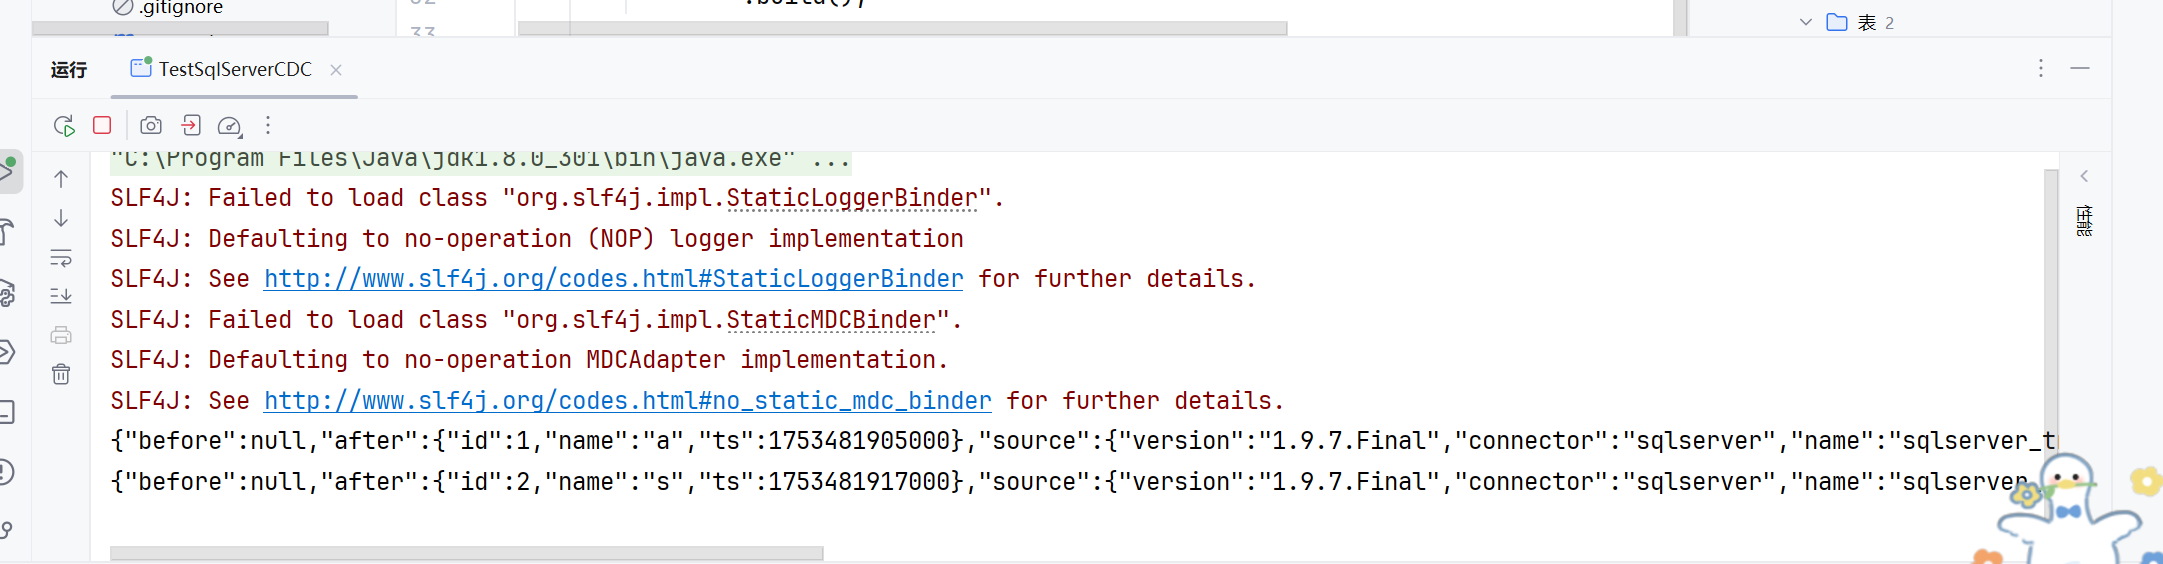 .gitignore
33
表 2
运行
TestSqlServerCDC
"C:\Program Files\Java\jdk1.8.0_301\bin\java.exe" ...
SLF4J: Failed to load class "org.slf4j.impl.StaticLoggerBinder".
SLF4J: Defaulting to no-operation (NOP) logger implementation
SLF4J: See http://www.slf4j.org/codes.html#StaticLoggerBinder for further details.
SLF4J: Failed to load class "org.slf4j.impl.StaticMDCBinder".
SLF4J: Defaulting to no-operation MDCAdapter implementation.
SLF4J: See http://www.slf4j.org/codes.html#no_static_mdc_binder for further details.
{"before":null,"after":{"id":1,"name":"a","ts":1753481905000},"source":{"version":"1.9.7.Final","connector":"sqlserver","name":"sqlserver_t
{"before":null,"after":{"id":2,"name":"s","ts":1753481917000},"source":{"version":"1.9.7.Final","connector":"sqlserver","name":"sqlserver
性能